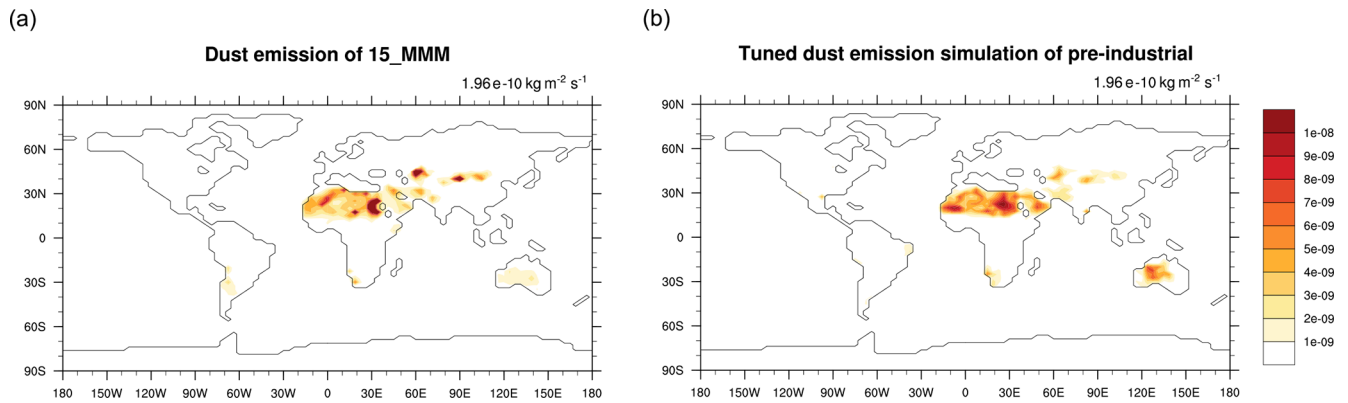 (a)
(b)
Dust emission of 15_MMM
Tuned dust emission simulation of pre-industrial
1.96 e-10 kg m-2 s-1
1.96 e-10 kg m-2 s-1
90N
60N
30N
0
30S
60S
90S
180 150W 120W 90W 60W 30W 0 30E 60E 90E 120E 150E 180
90N
60N
30N
0
30S
60S
90S
180 150W 120W 90W 60W 30W 0 30E 60E 90E 120E 150E 180
1e-08
9e-09
8e-09
7e-09
6e-09
5e-09
4e-09
3e-09
2e-09
1e-09